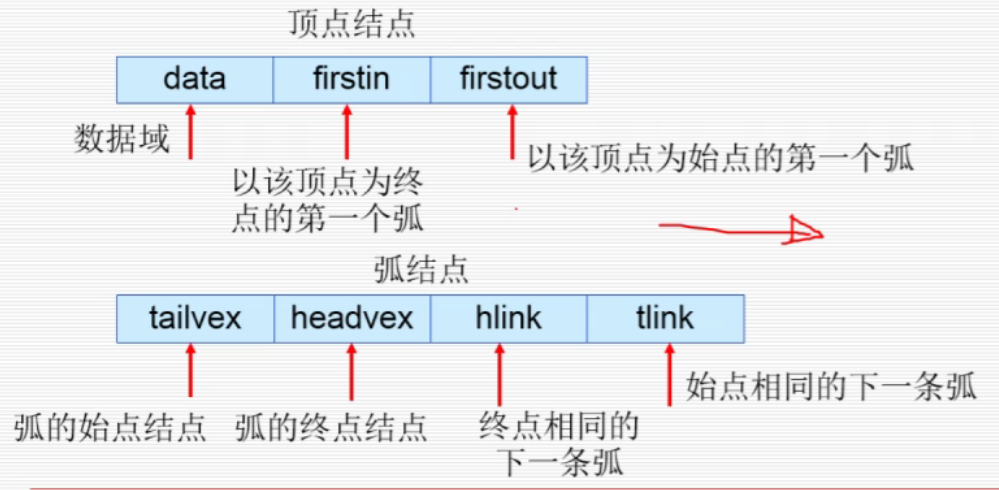 顶点结点
data firstin firstout
数据域
以该顶点为终
点的第一个弧
以该顶点为始点的第一个弧
弧结点
tailvex headvex hlink tlink
弧的始点结点
弧的终点结点
终点相同的
下一条弧
始点相同的下一条弧